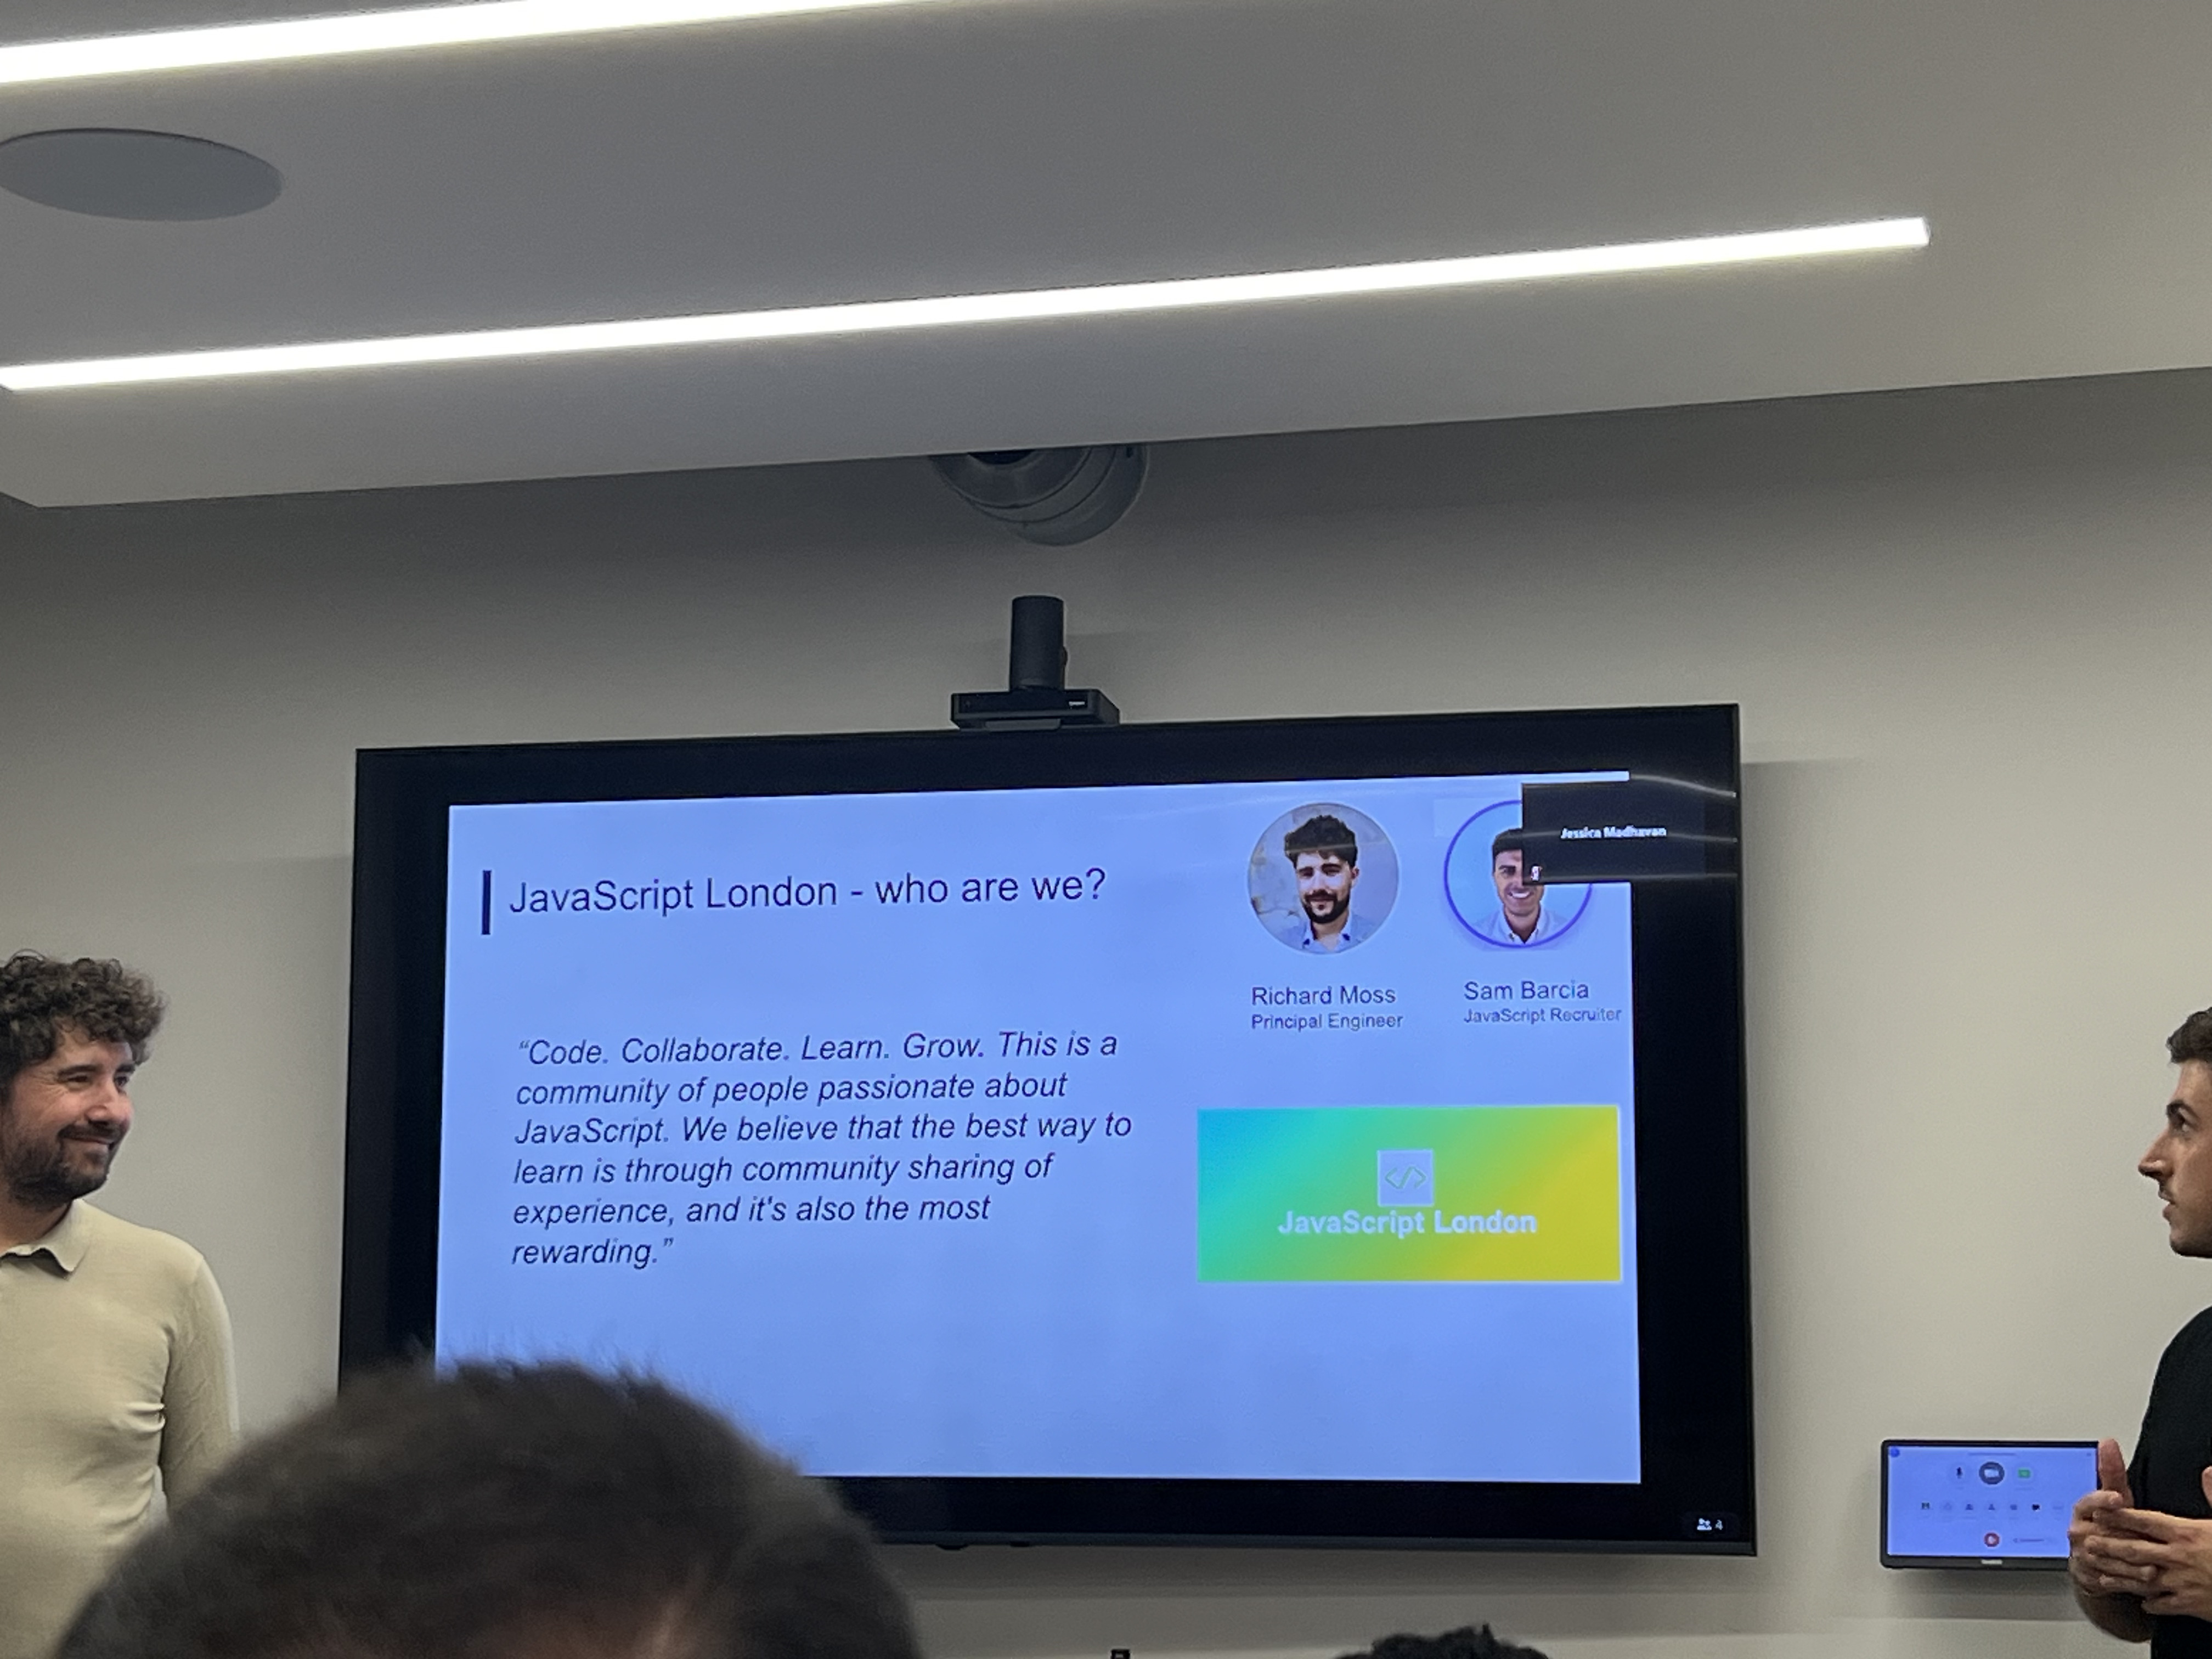 JavaScript London - who are we?
“Code. Collaborate. Learn. Grow. This is a
community of people passionate about
JavaScript. We believe that the best way to
learn is through community sharing of
experience, and it's also the most
rewarding.”
Jessica Madhavan
Richard Moss
Principal Engineer
Sam Barcia
JavaScript Recruiter
</>
JavaScript London
4